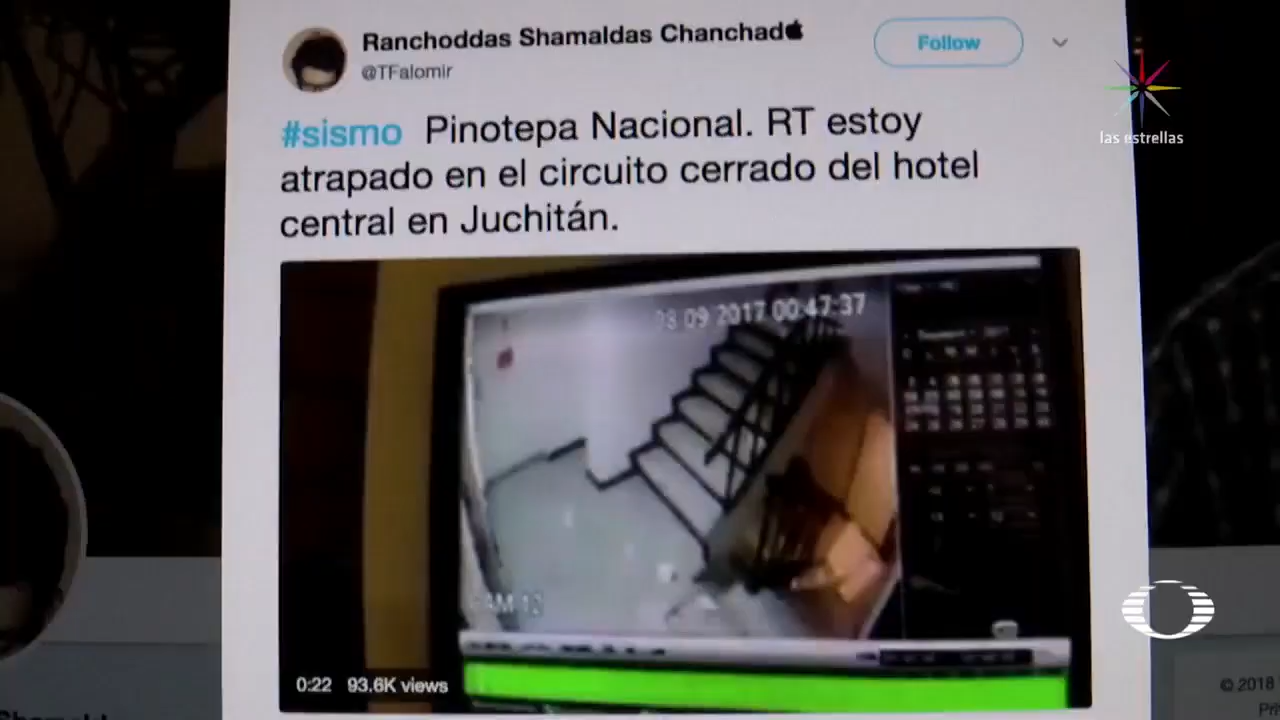 Ranchoddas Shamaldas Chanchad
@TFalomir
Follow
#sismo Pinotepa Nacional. RT estoy
atrapado en el circuito cerrado del hotel
central en Juchitán.
las estrellas
09 2017 00:47:37
0:22 93.6K views
© 2018